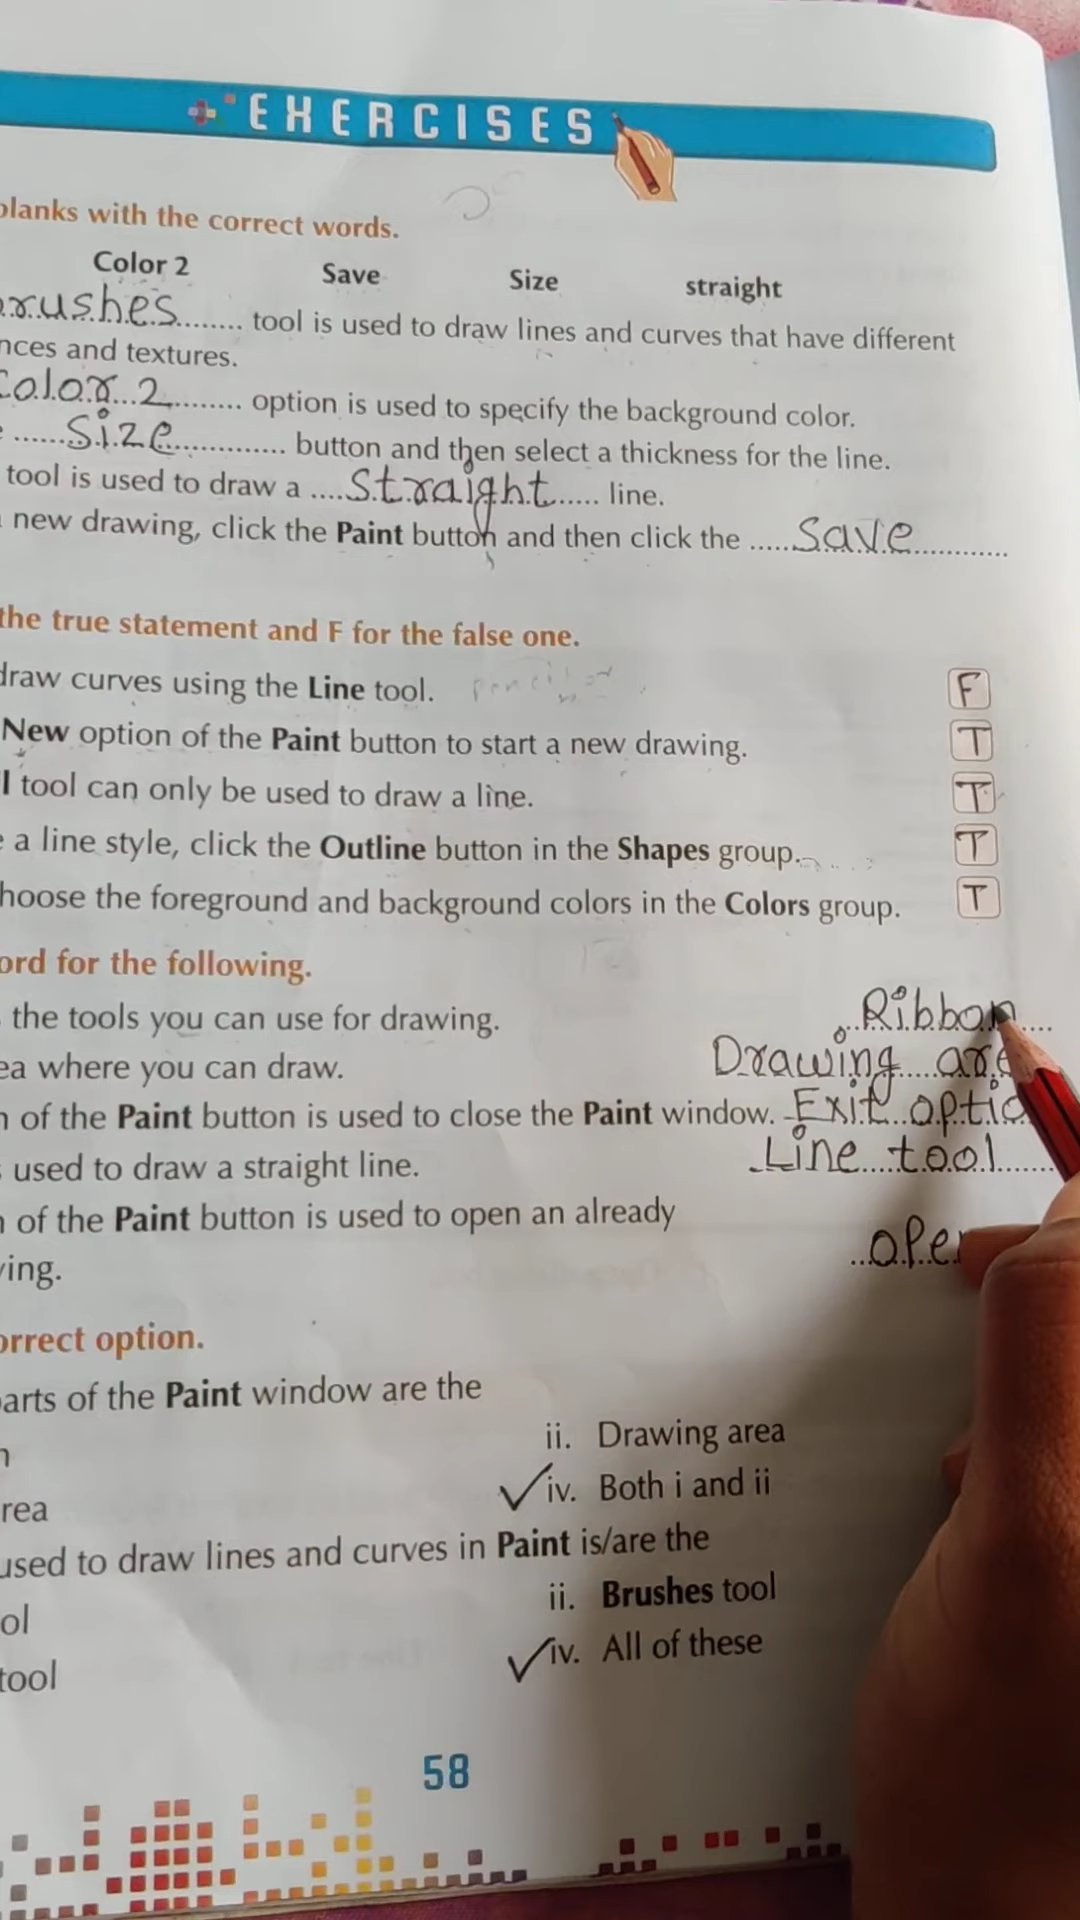 EXERCISES
blanks with the correct words.
Color 2 Save Size straight
brushes........ tool is used to draw lines and curves that have different
nces and textures.
Color 2........ option is used to specify the background color.
......Size............ button and then select a thickness for the line.
tool is used to draw a ....straight...... line.
new drawing, click the Paint button and then click the .....Save............
the true statement and F for the false one.
draw curves using the Line tool. F
New option of the Paint button to start a new drawing. T
l tool can only be used to draw a line. T
e a line style, click the Outline button in the Shapes group. T
hoose the foreground and background colors in the Colors group. T
ord for the following.
the tools you can use for drawing. Ribbon
ea where you can draw. Drawing are
n of the Paint button is used to close the Paint window. Exit optio
used to draw a straight line. Line tool
n of the Paint button is used to open an already
ing. ope
orrect option.
parts of the Paint window are the
n ii. Drawing area
rea ✓iv. Both i and ii
used to draw lines and curves in Paint is/are the
ol ii. Brushes tool
tool ✓iv. All of these
58